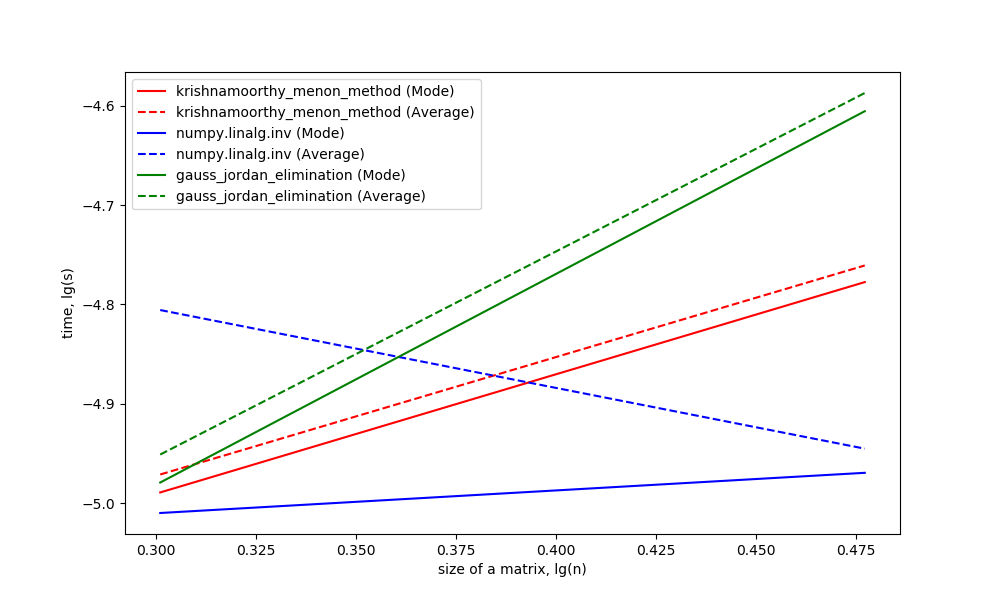 krishnamoorthy_menon_method (Mode)
krishnamoorthy_menon_method (Average)
numpy.linalg.inv (Mode)
numpy.linalg.inv (Average)
gauss_jordan_elimination (Mode)
gauss_jordan_elimination (Average)
time, lg(s)
−4.6
−4.7
−4.8
−4.9
−5.0
0.300 0.325 0.350 0.375 0.400 0.425 0.450 0.475
size of a matrix, lg(n)